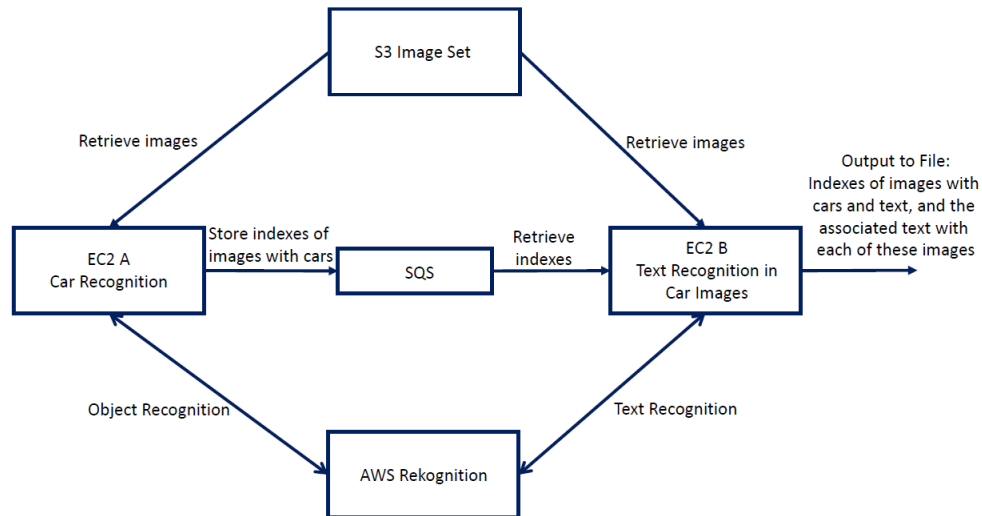 S3 Image Set
Retrieve images
Retrieve images
Output to File:
Indexes of images with
cars and text, and the
associated text with
each of these images
EC2 A
Car Recognition
Store indexes of
images with cars
SQS
Retrieve
indexes
EC2 B
Text Recognition in
Car Images
Object Recognition
Text Recognition
AWS Rekognition